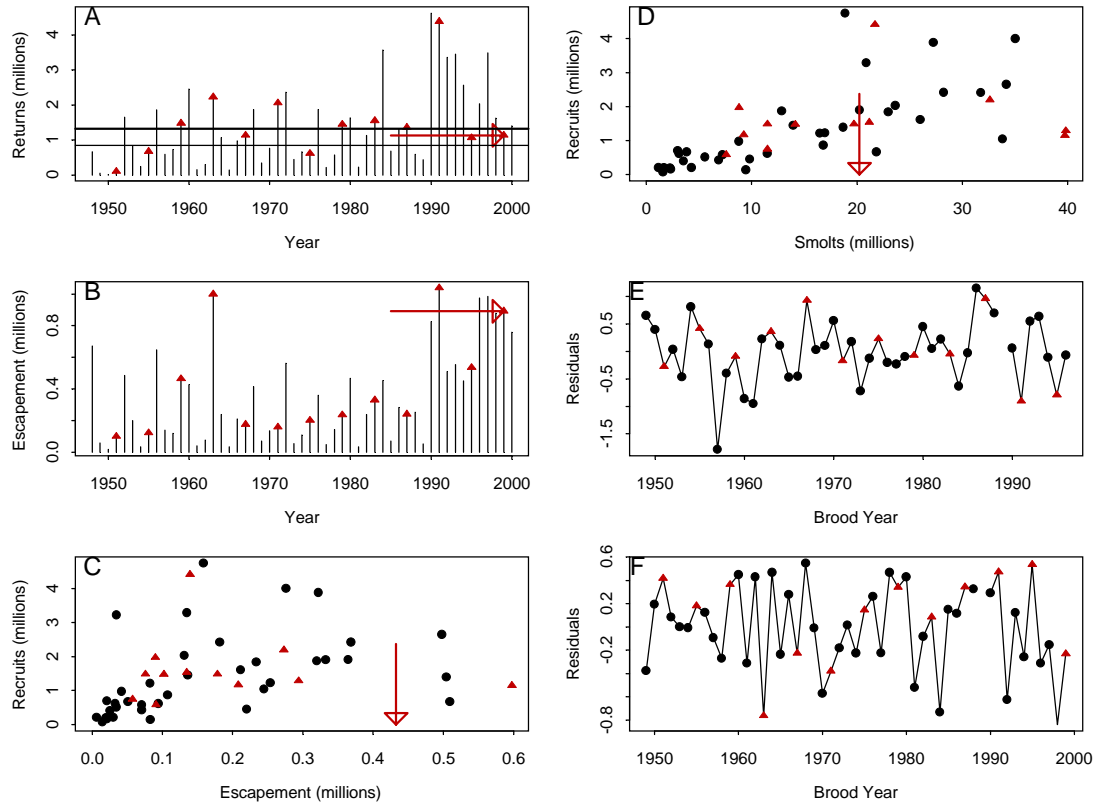 A
Returns (millions)
4
3
2
1
0
1950 1960 1970 1980 1990 2000
Year
B
Escapement (millions)
0.8
0.4
0.0
1950 1960 1970 1980 1990 2000
Year
C
Recruits (millions)
4
3
2
1
0
0.0 0.1 0.2 0.3 0.4 0.5 0.6
Escapement (millions)
D
Recruits (millions)
4
3
2
1
0
0 10 20 30 40
Smolts (millions)
E
Residuals
0.5
-0.5
-1.5
1950 1960 1970 1980 1990
Brood Year
F
Residuals
0.6
0.2
-0.2
-0.8
1950 1960 1970 1980 1990 2000
Brood Year